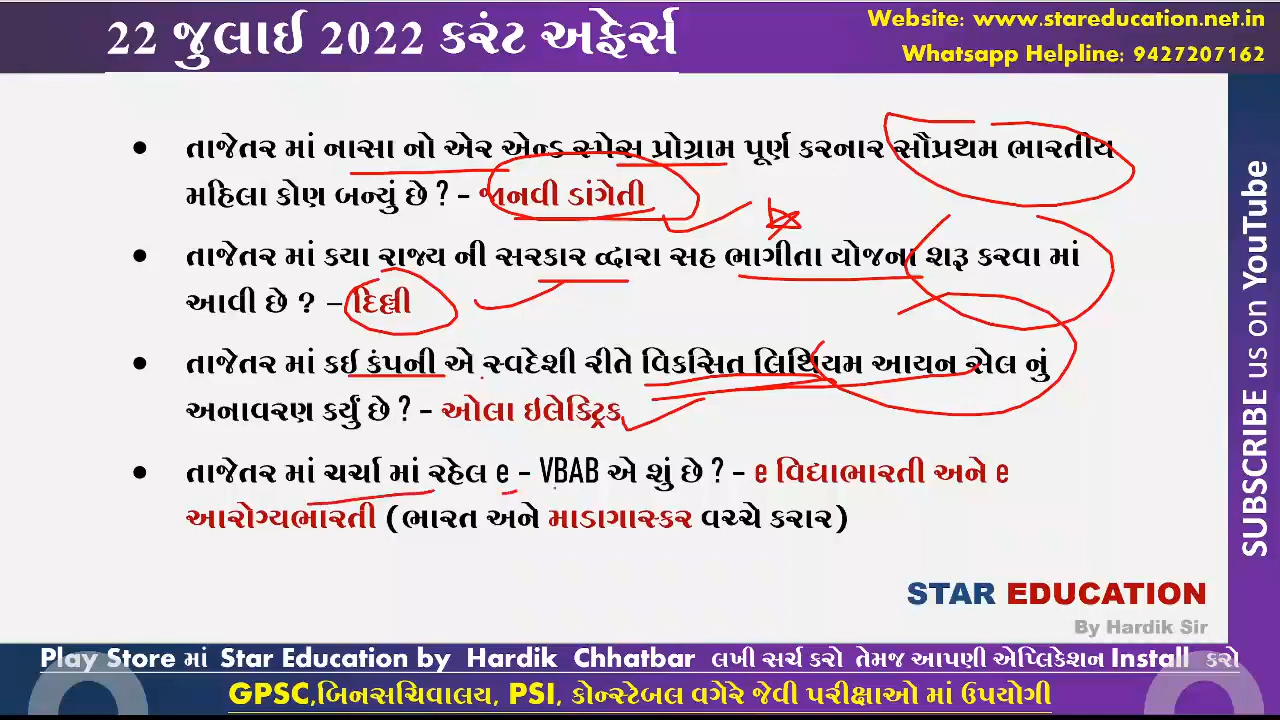 22 જુલાઈ 2022 કરંટ અફેર્સ
Website: www.stareducation.net.in
Whatsapp Helpline: 9427207162
• તાજેતર માં નાસા નો એર એન્ડ સ્પેસ પ્રોગ્રામ પૂર્ણ કરનાર સૌપ્રથમ ભારતીય
મહિલા કોણ બન્યું છે ? – જાનવી ડાંગેતી
• તાજેતર માં કયા રાજ્ય ની સરકાર ત્દ્વારા સહ ભાગીતા યોજના શરૂ કરવા માં
આવી છે ? – દિલ્લી
• તાજેતર માં કઈ કંપની એ સ્વદેશી રીતે વિકસિત લિથિયમ આયન સેલ નું
અનાવરણ કર્યું છે ? – ઓલા ઇલેક્ટ્રિક
• તાજેતર માં ચર્ચા માં રહેલ e – VBAB એ શું છે ? – e વિદ્યાભારતી અને e
આરોગ્યભારતી (ભારત અને માડાગાસ્કર વચ્ચે કરાર)
SUBSCRIBE us on YouTube
STAR EDUCATION
By Hardik Sir
Play Store માં Star Education by Hardik Chhatbar લખી સર્ચ કરો તેમજ આપણી એપ્લિકેશન Install કરો
GPSC,બિનસચિવાલય, PSI, કોન્સ્ટેબલ વગેરે જેવી પરીક્ષાઓ માં ઉપયોગી